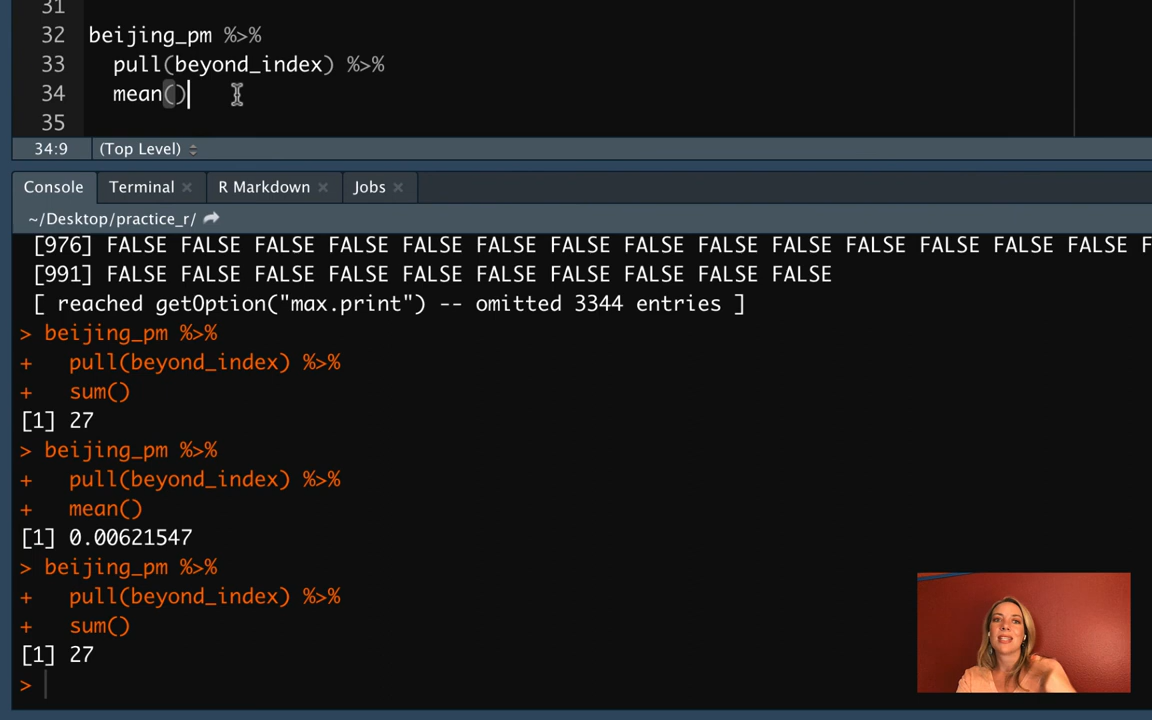 31
32 beijing_pm %>%
33 pull(beyond_index) %>%
34 mean()
35
34:9 (Top Level)
Console Terminal R Markdown Jobs
~/Desktop/practice_r/
[976] FALSE FALSE FALSE FALSE FALSE FALSE FALSE FALSE FALSE FALSE FALSE FALSE FALSE FALSE F
[991] FALSE FALSE FALSE FALSE FALSE FALSE FALSE FALSE FALSE FALSE
[ reached getOption("max.print") -- omitted 3344 entries ]
> beijing_pm %>%
+ pull(beyond_index) %>%
+ sum()
[1] 27
> beijing_pm %>%
+ pull(beyond_index) %>%
+ mean()
[1] 0.00621547
> beijing_pm %>%
+ pull(beyond_index) %>%
+ sum()
[1] 27
>